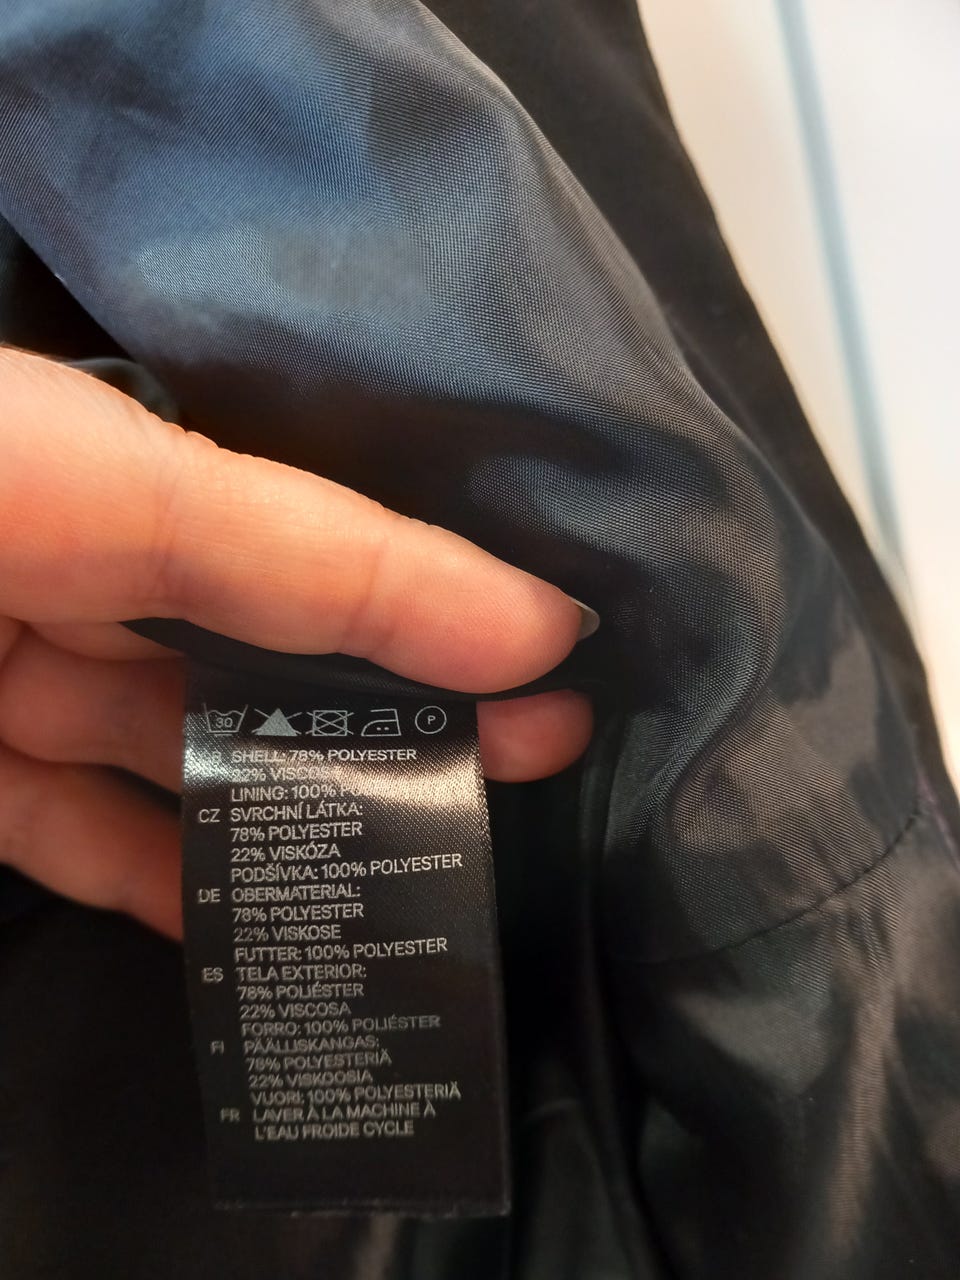 30 P
SHELL: 78% POLYESTER
22%
LINING: 100%
CZ SVRCHNÍ LÁTKA:
78% POLYESTER
22% VISKÓZA
PODŠÍVKA: 100% POLYESTER
DE OBERMATERIAL:
78% POLYESTER
22% VISKOSE
FUTTER: 100% POLYESTER
ES TELA EXTERIOR:
78% POLIÉSTER
22% VISCOSA
FORRO: 100% POLIÉSTER
FI PÄÄLLISKANGAS:
78% POLYESTERIÄ
22% VISKOOSIA
VUORI: 100% POLYESTERIÄ
FR LAVER À LA MACHINE À
L'EAU FROIDE CYCLE